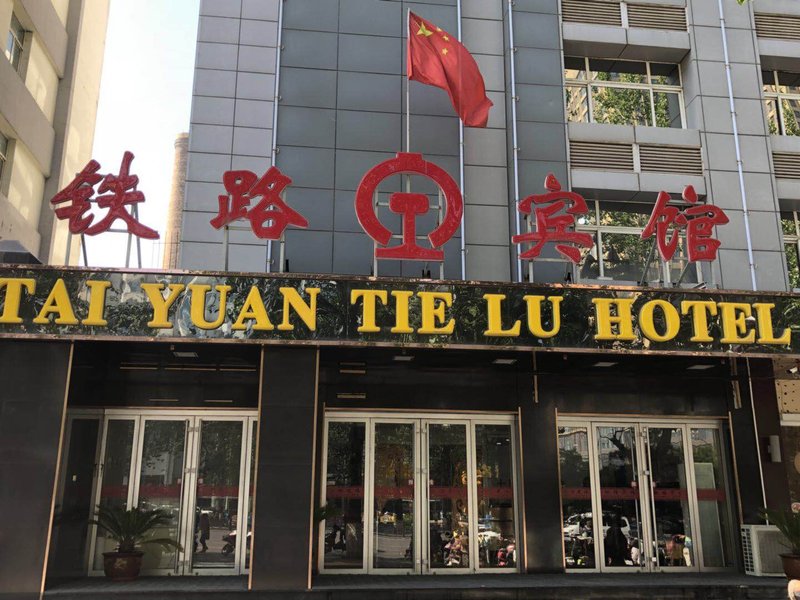 铁路宾馆
TAI YUAN TIE LU HOTEL